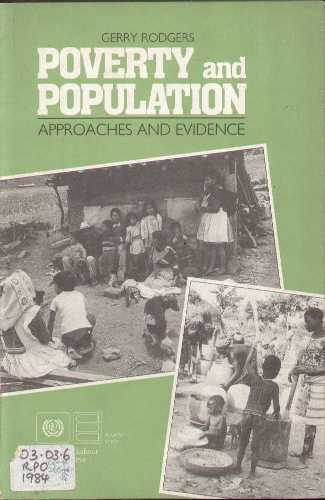 GERRY RODGERS
POVERTY and
POPULATION
APPROACHES AND EVIDENCE
03·03·6
RPO
1984